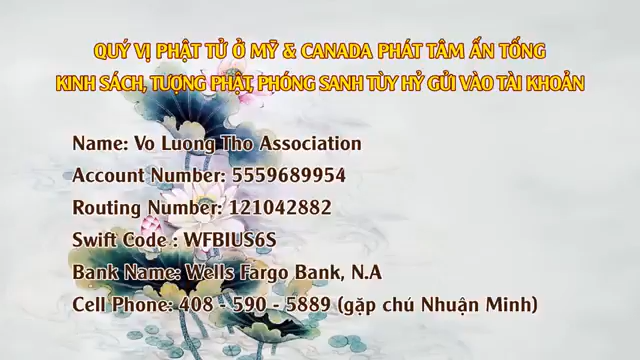 QUÝ VỊ PHẬT TỬ Ở MỸ & CANADA PHÁT TÂM ẤN TỐNG
KINH SÁCH, TƯỢNG PHẬT, PHÓNG SANH TÙY HỶ GỬI VÀO TÀI KHOẢN
Name: Vo Luong Tho Association
Account Number: 5559689954
Routing Number: 121042882
Swift Code : WFBIUS6S
Bank Name: Wells Fargo Bank, N.A
Cell Phone: 408 - 590 - 5889 (gặp chú Nhuận Minh)